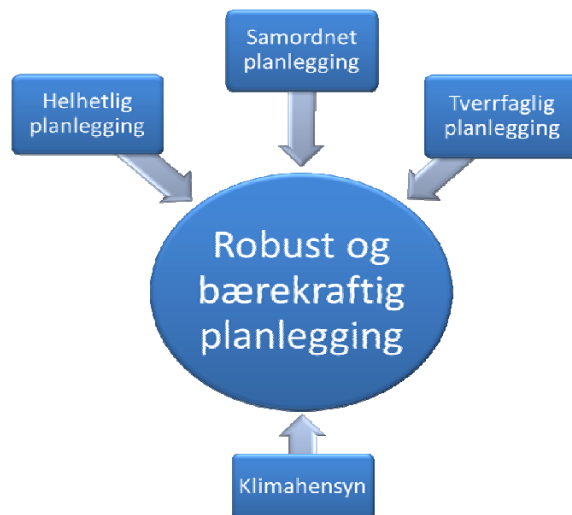 Samordnet
planlegging
Helhetlig
planlegging
Tverrfaglig
planlegging
Robust og
bærekraftig
planlegging
Klimahensyn